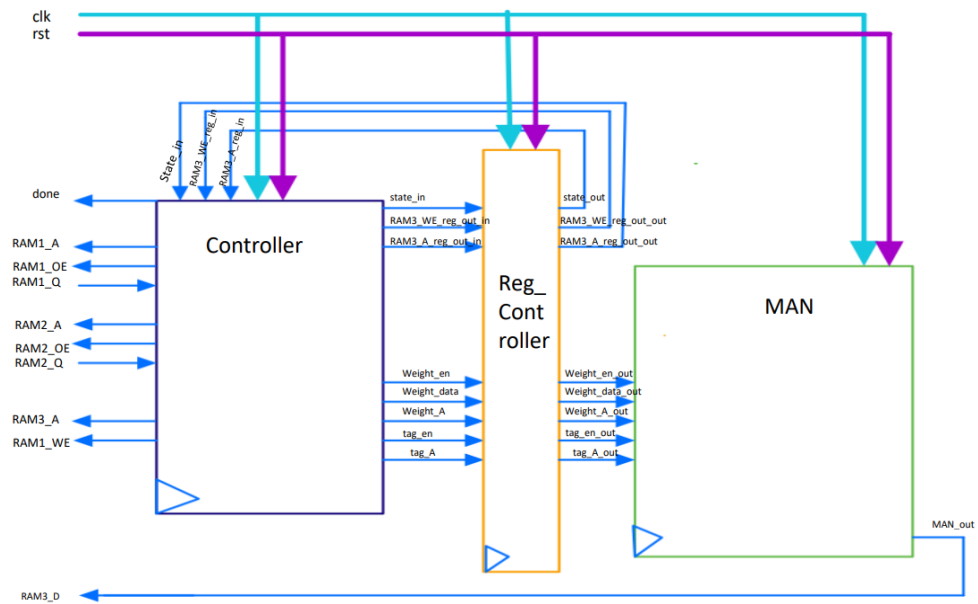 clk
rst
State_in
RAM3_WE_reg_in
RAM3_A_reg_in
done
RAM1_A
RAM1_OE
RAM1_Q
RAM2_A
RAM2_OE
RAM2_Q
RAM3_A
RAM1_WE
Controller
state_in
RAM3_WE_reg_out_in
RAM3_A_reg_out_in
Weight_en
Weight_data
Weight_A
tag_en
tag_A
Reg_
Cont
roller
state_out
RAM3_WE_reg_out_out
RAM3_A_reg_out_out
Weight_en_out
Weight_data_out
Weight_A_out
tag_en_out
tag_A_out
MAN
MAN_out
RAM3_D